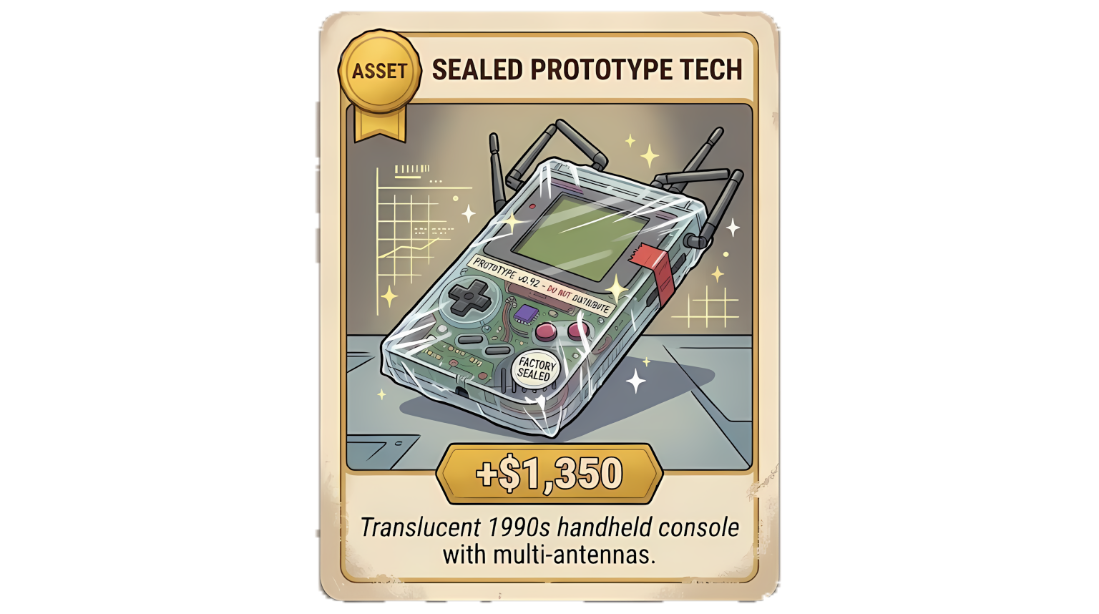 ASSET
SEALED PROTOTYPE TECH
PROTOTYPE v0.92 - DO NOT DISTRIBUTE
FACTORY
SEALED
+$1,350
Translucent 1990s handheld console
with multi-antennas.